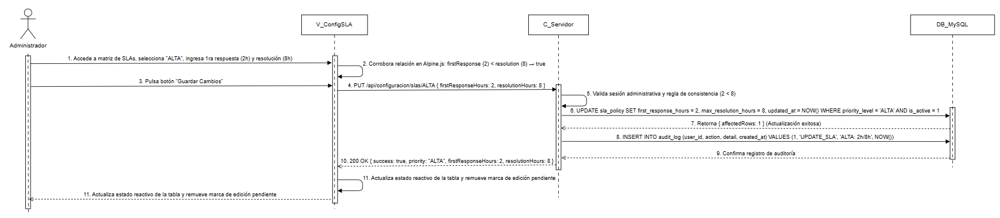 V_ConfigSLA
C_Servidor
DB_MySQL
Administrador
1. Accede a matriz de SLAs, selecciona "ALTA", ingresa 1ra respuesta (2h) y resolución (8h)
2. Corrobora relación en Alpine.js: firstResponse (2) < resolution (8) → true
3. Pulsa botón "Guardar Cambios"
4. PUT /api/configuracion/slas/ALTA { firstResponseHours: 2, resolutionHours: 8 }
5. Valida sesión administrativa y regla de consistencia (2 < 8)
6. UPDATE sla_policy SET first_response_hours = 2, max_resolution_hours = 8, updated_at = NOW() WHERE priority_level = 'ALTA' AND is_active = 1
7. Retorna { affectedRows: 1 } (Actualización exitosa)
8. INSERT INTO audit_log (user_id, action, detail, created_at) VALUES (1, 'UPDATE_SLA', 'ALTA: 2h/8h', NOW())
9. Confirma registro de auditoría
10. 200 OK { success: true, priority: "ALTA", firstResponseHours: 2, resolutionHours: 8 }
11. Actualiza estado reactivo de la tabla y remueve marca de edición pendiente
11. Actualiza estado reactivo de la tabla y remueve marca de edición pendiente